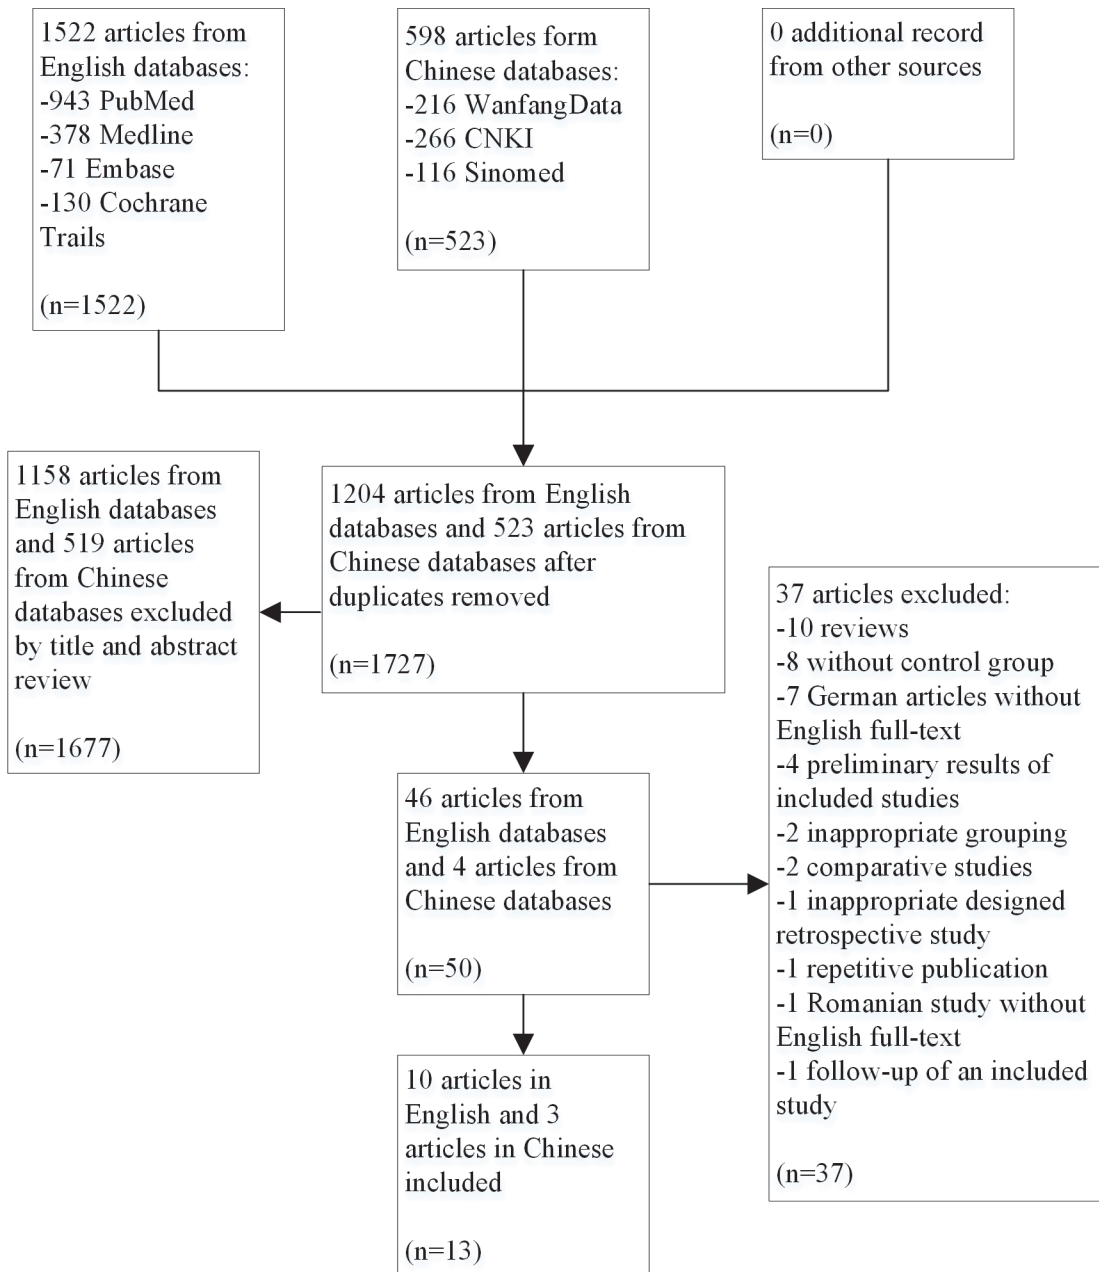 1522 articles from
English databases:
-943 PubMed
-378 Medline
-71 Embase
-130 Cochrane
Trails
(n=1522)
598 articles form
Chinese databases:
-216 WanfangData
-266 CNKI
-116 Sinomed
(n=523)
0 additional record
from other sources
(n=0)
1158 articles from
English databases
and 519 articles
from Chinese
databases excluded
by title and abstract
review
(n=1677)
1204 articles from English
databases and 523 articles from
Chinese databases after
duplicates removed
(n=1727)
37 articles excluded:
-10 reviews
-8 without control group
-7 German articles without
English full-text
-4 preliminary results of
included studies
-2 inappropriate grouping
-2 comparative studies
-1 inappropriate designed
retrospective study
-1 repetitive publication
-1 Romanian study without
English full-text
-1 follow-up of an included
study
(n=37)
46 articles from
English databases
and 4 articles from
Chinese databases
(n=50)
10 articles in
English and 3
articles in Chinese
included
(n=13)